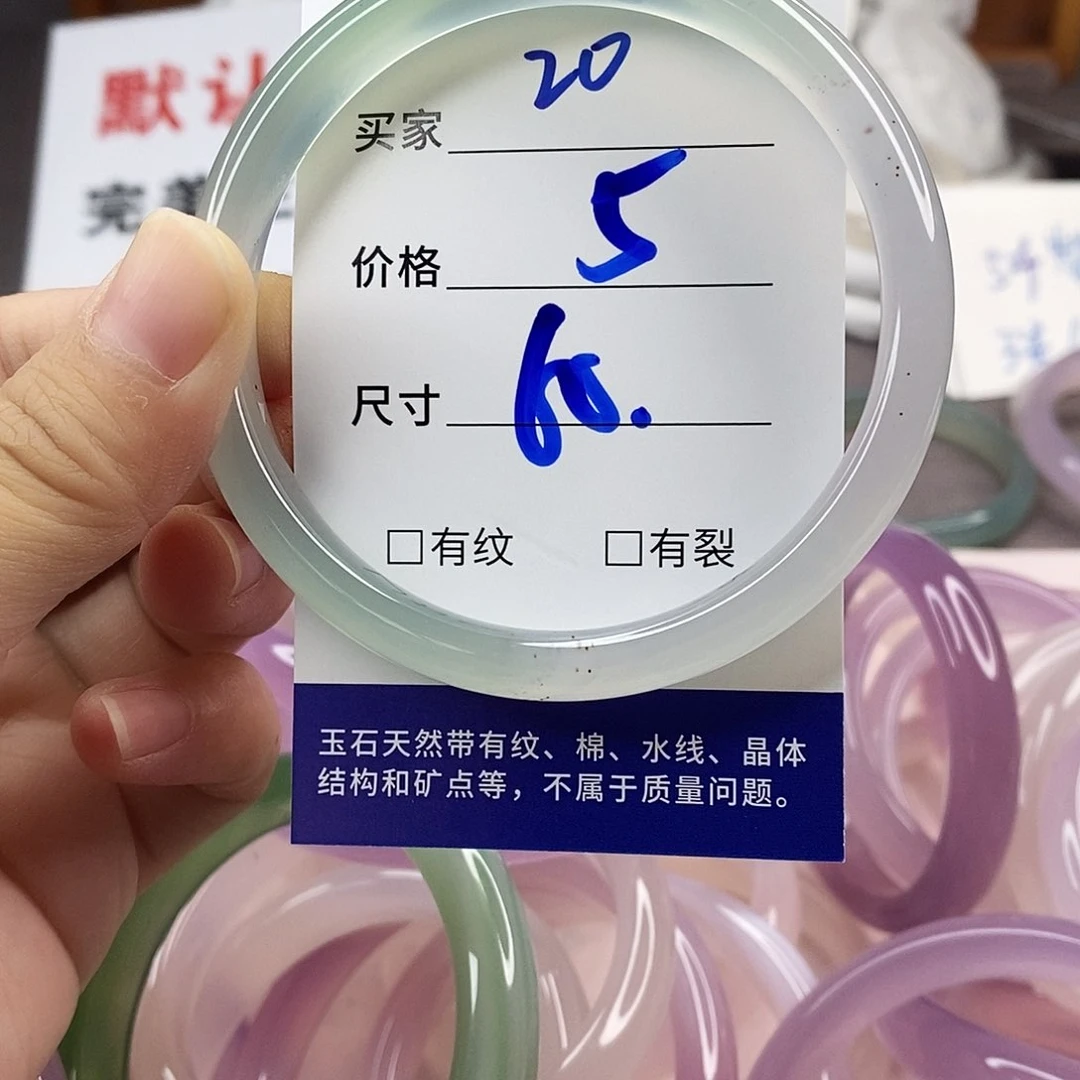 默认
完美
20
买家
5
价格
尺寸
□有纹 □有裂
玉石天然带有纹、棉、水线、晶体
结构和矿点等，不属于质量问题。